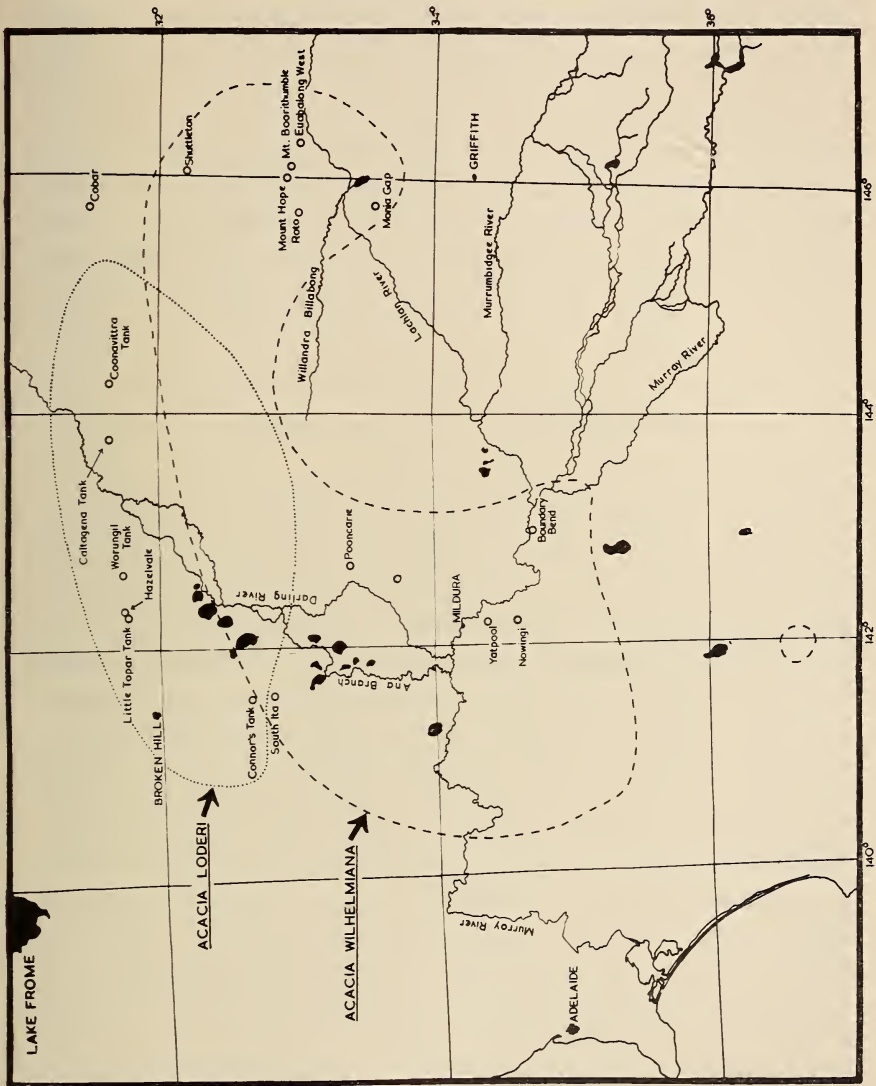 32°
34°
36°
LAKE FROME
ACACIA LODERI
ACACIA WILHELMIANA
Murray River
ADELAIDE
140°
BROKEN HILL
Connor's Tank
South Ita
Little Topar Tank
Hazelvale
Worungil
Tank
Caltagena Tank
Coonavittra
Tank
Darling River
Ana Branch
Pooncarie
MILDURA
Yatpool
Nowingi
Boundary
Bend
142°
144°
Cobar
Shuttleton
Mount Hope
Roto
Mt. Boorithumble
Euabalong West
Willandra Billabong
Lachlan
River
Monia Gap
GRIFFITH
Murrumbidgee River
Murray River
146°